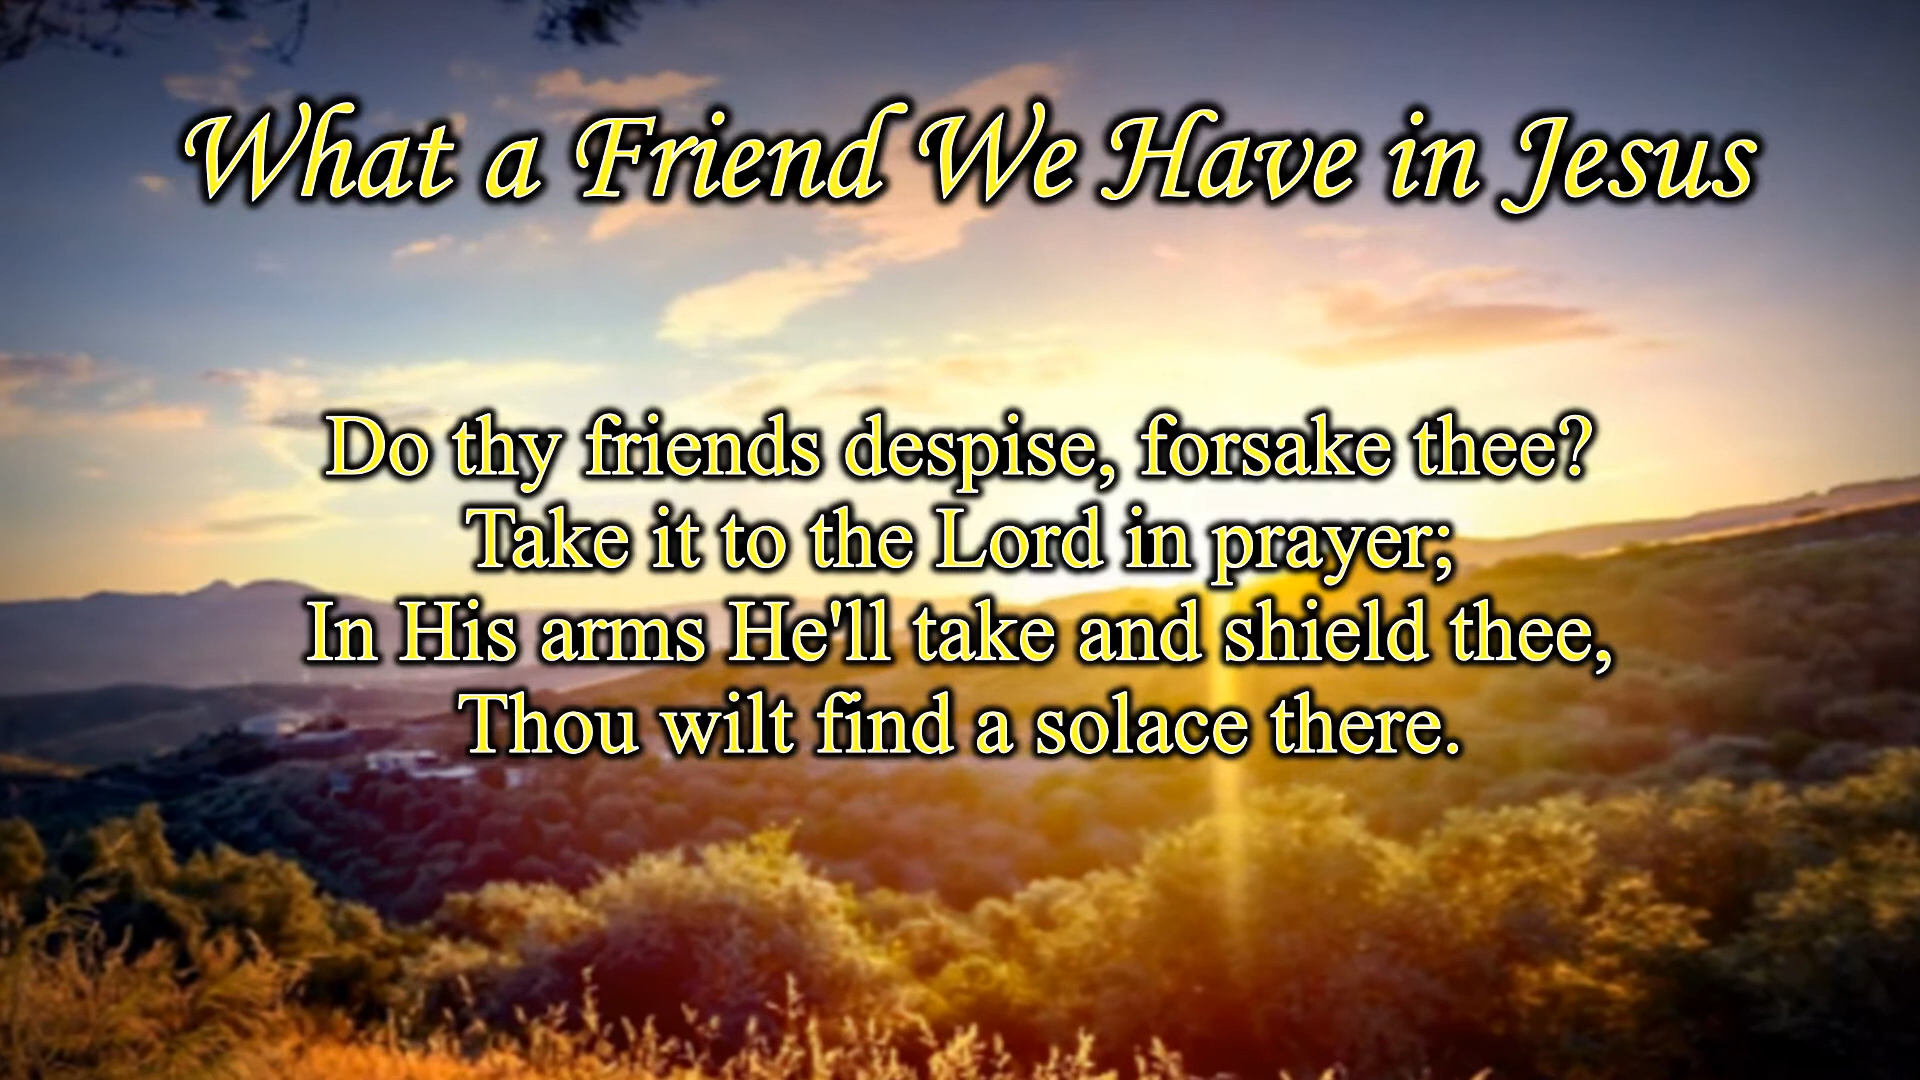 What a Friend We Have in Jesus
Do thy friends despise, forsake thee?
Take it to the Lord in prayer;
In His arms He'll take and shield thee,
Thou wilt find a solace there.